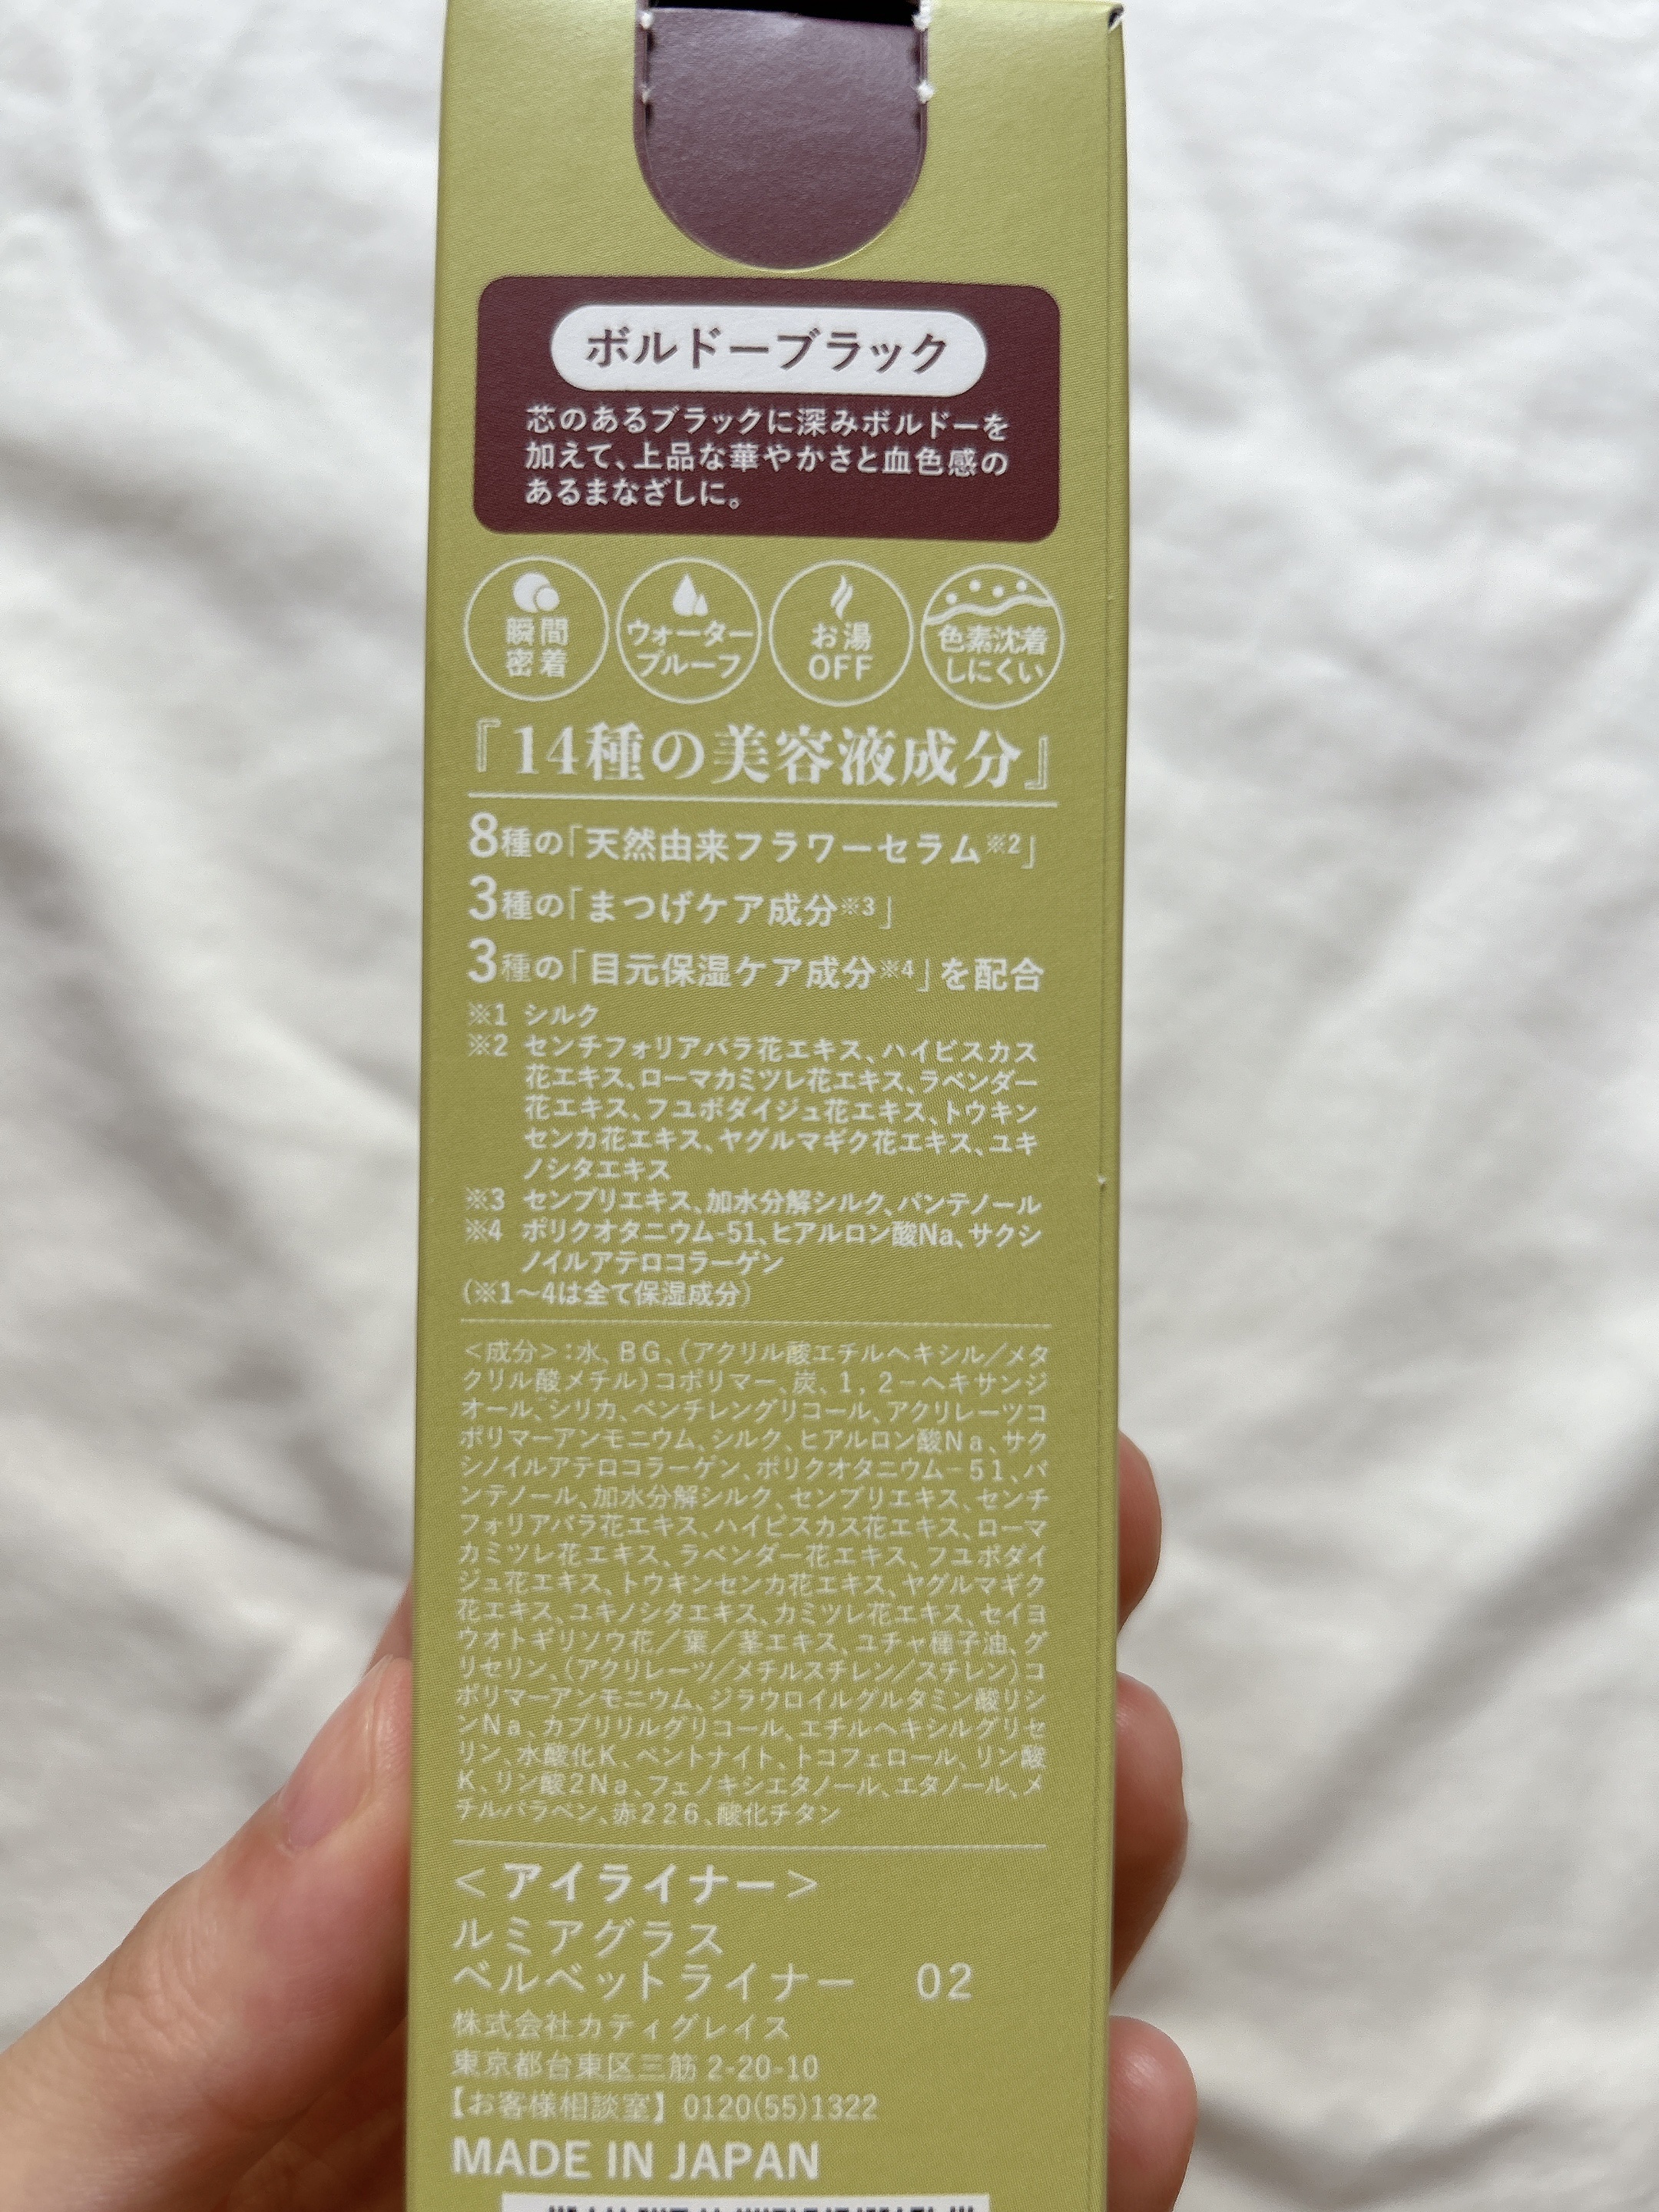 ボルドーブラック
芯のあるブラックに深みボルドーを
加えて、上品な華やかさと血色感の
あるまなざしに。
瞬間
密着
ウォーター
プルーフ
お湯
OFF
色素沈着
しにくい
『14種の美容液成分』
8種の「天然由来フラワーセラム※2」
3種の「まつげケア成分※3」
3種の「目元保湿ケア成分※4」を配合
※1 シルク
※2 センチフォリアバラ花エキス、ハイビスカス
花エキス、ローマカミツレ花エキス、ラベンダー
花エキス、フユボダイジュ花エキス、トウキン
センカ花エキス、ヤグルマギク花エキス、ユキ
ノシタエキス
※3 センブリエキス、加水分解シルク、パンテノール
※4 ポリクオタニウム-51、ヒアルロン酸Na、サクシ
ノイルアテロコラーゲン
(※1～4は全て保湿成分)
＜成分＞：水、BG、(アクリル酸エチルヘキシル／メタ
クリル酸メチル)コポリマー、炭、1，2－ヘキサンジ
オール、シリカ、ペンチレングリコール、アクリレーツコ
ポリマーアンモニウム、シルク、ヒアルロン酸Na、サク
シノイルアテロコラーゲン、ポリクオタニウム－51、パ
ンテノール、加水分解シルク、センブリエキス、センチ
フォリアバラ花エキス、ハイビスカス花エキス、ローマ
カミツレ花エキス、ラベンダー花エキス、フユボダイ
ジュ花エキス、トウキンセンカ花エキス、ヤグルマギク
花エキス、ユキノシタエキス、カミツレ花エキス、セイヨ
ウオトギリソウ花／葉／茎エキス、ユチャ種子油、グ
リセリン、(アクリレーツ／メチルスチレン／スチレン)コ
ポリマーアンモニウム、ジラウロイルグルタミン酸リシ
ンNa、カプリリルグリコール、エチルヘキシルグリセ
リン、水酸化K、ベントナイト、トコフェロール、リン酸
K、リン酸2Na、フェノキシエタノール、エタノール、メ
チルパラベン、赤226、酸化チタン
＜アイライナー＞
ルミアグラス
ベルベットライナー 02
株式会社カティグレイス
東京都台東区三筋 2-20-10
【お客様相談室】0120(55)1322
MADE IN JAPAN